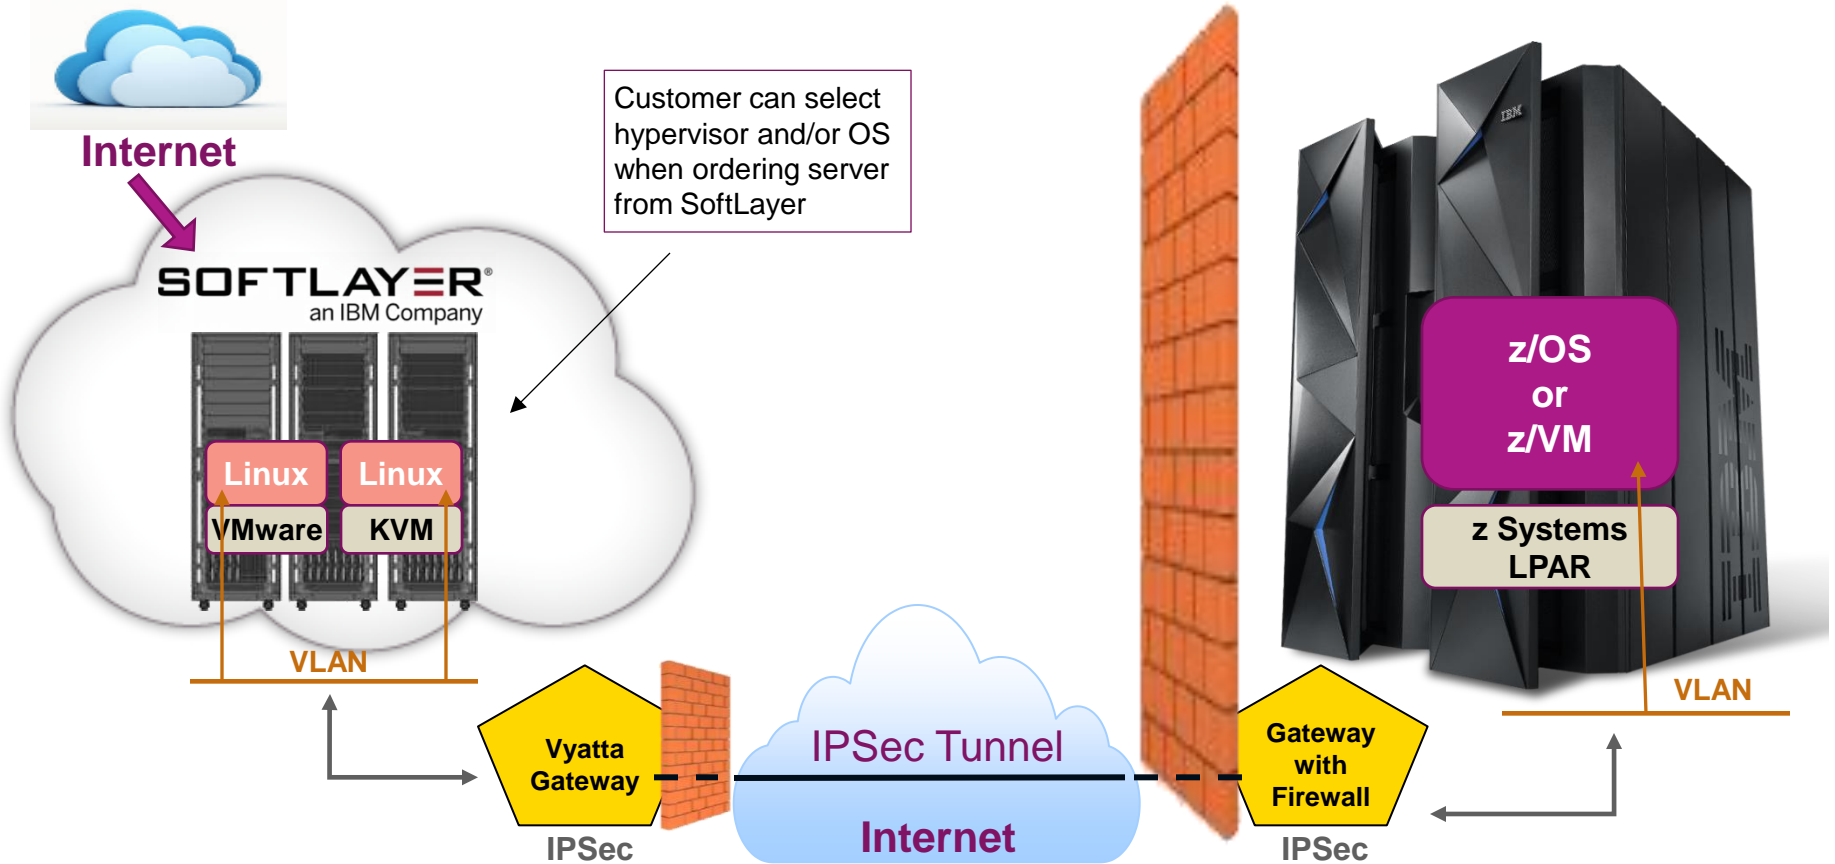 Internet
Customer can select
hypervisor and/or OS
when ordering server
from SoftLayer
SOFTLAYER®
an IBM Company
Linux
Linux
VMware
KVM
VLAN
Vyatta
Gateway
IPSec
IPSec Tunnel
Internet
Gateway
with
Firewall
IPSec
IBM
z/OS
or
z/VM
z Systems
LPAR
VLAN